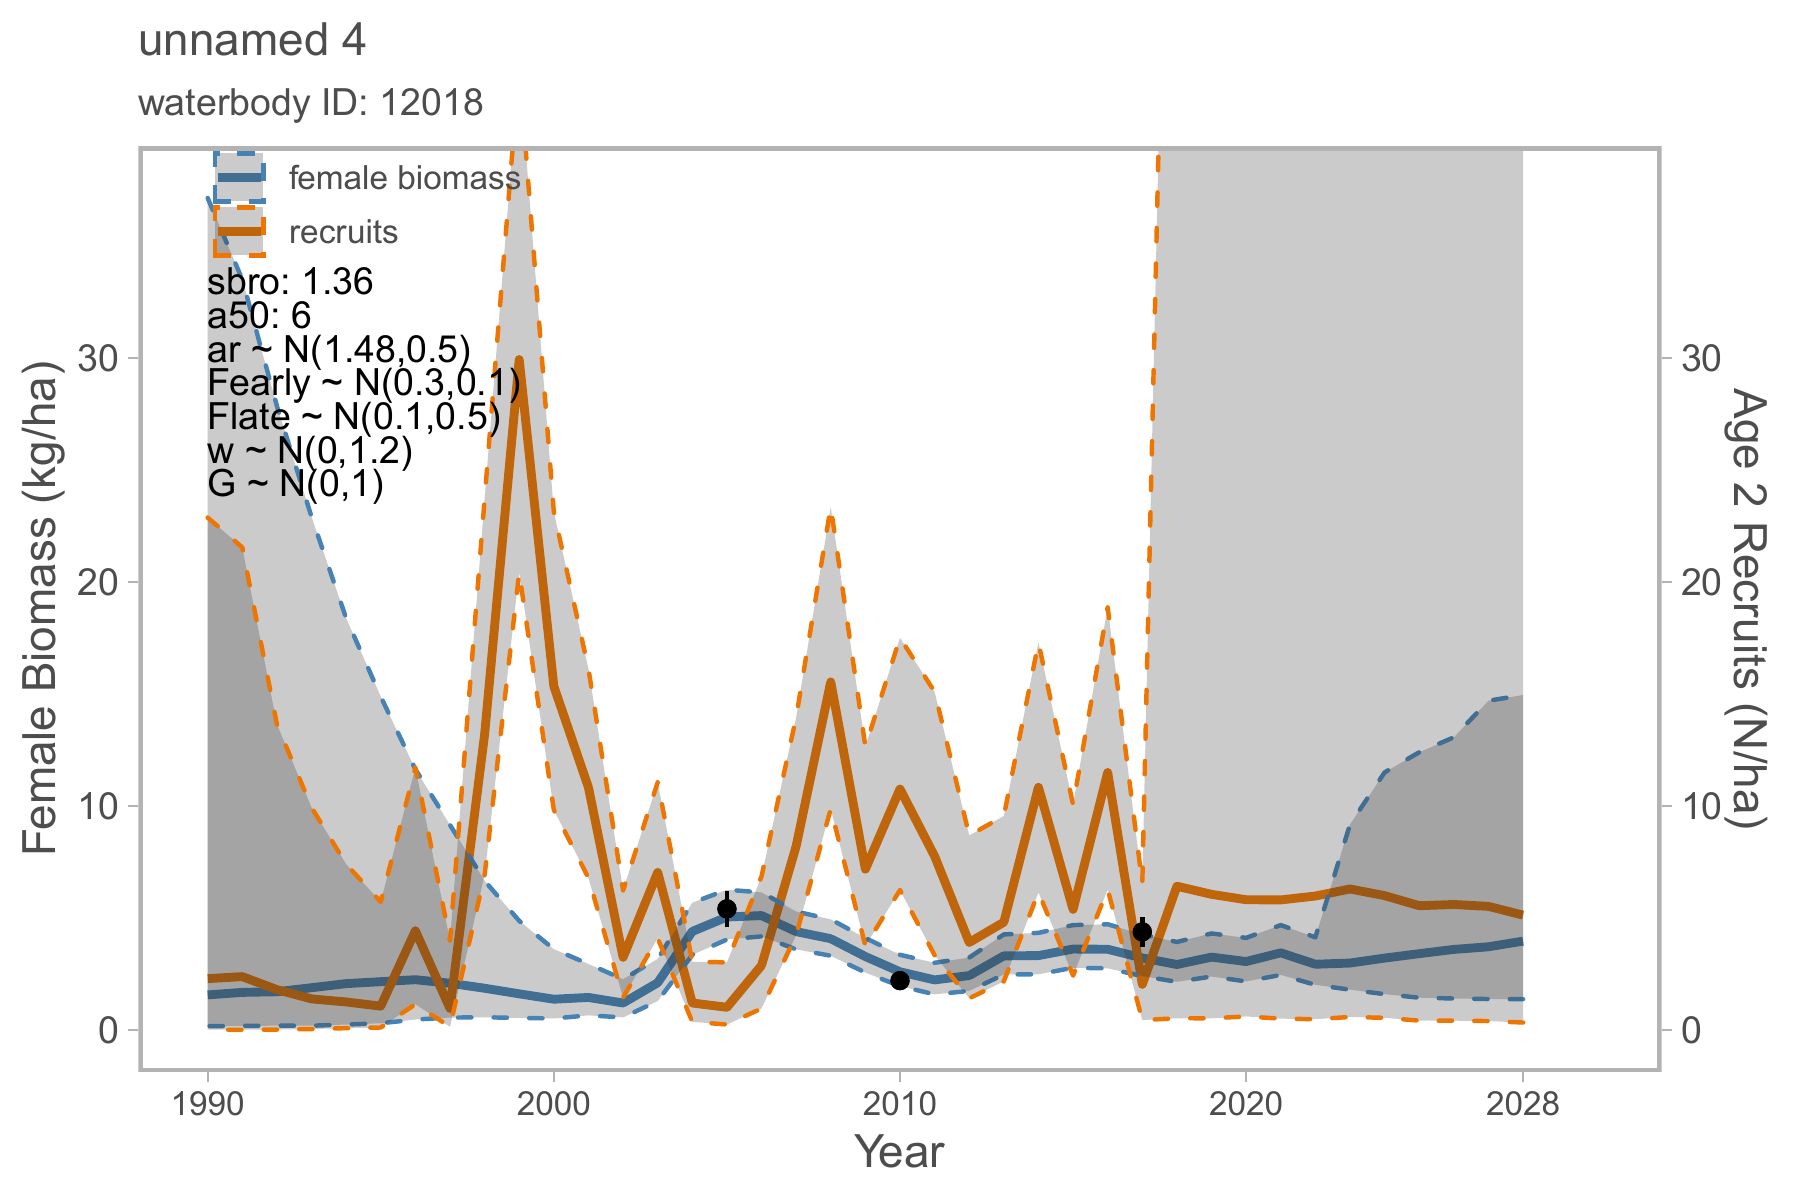 unnamed 4
waterbody ID: 12018
female biomass
recruits
sbro: 1.36
a50: 6
ar ~ N(1.48,0.5)
Fearly ~ N(0.3,0.1)
Flate ~ N(0.1,0.5)
w ~ N(0,1.2)
G ~ N(0,1)
Female Biomass (kg/ha)
30
20
10
0
30
20
10
0
Age 2 Recruits (N/ha)
1990
2000
2010
2020
2028
Year